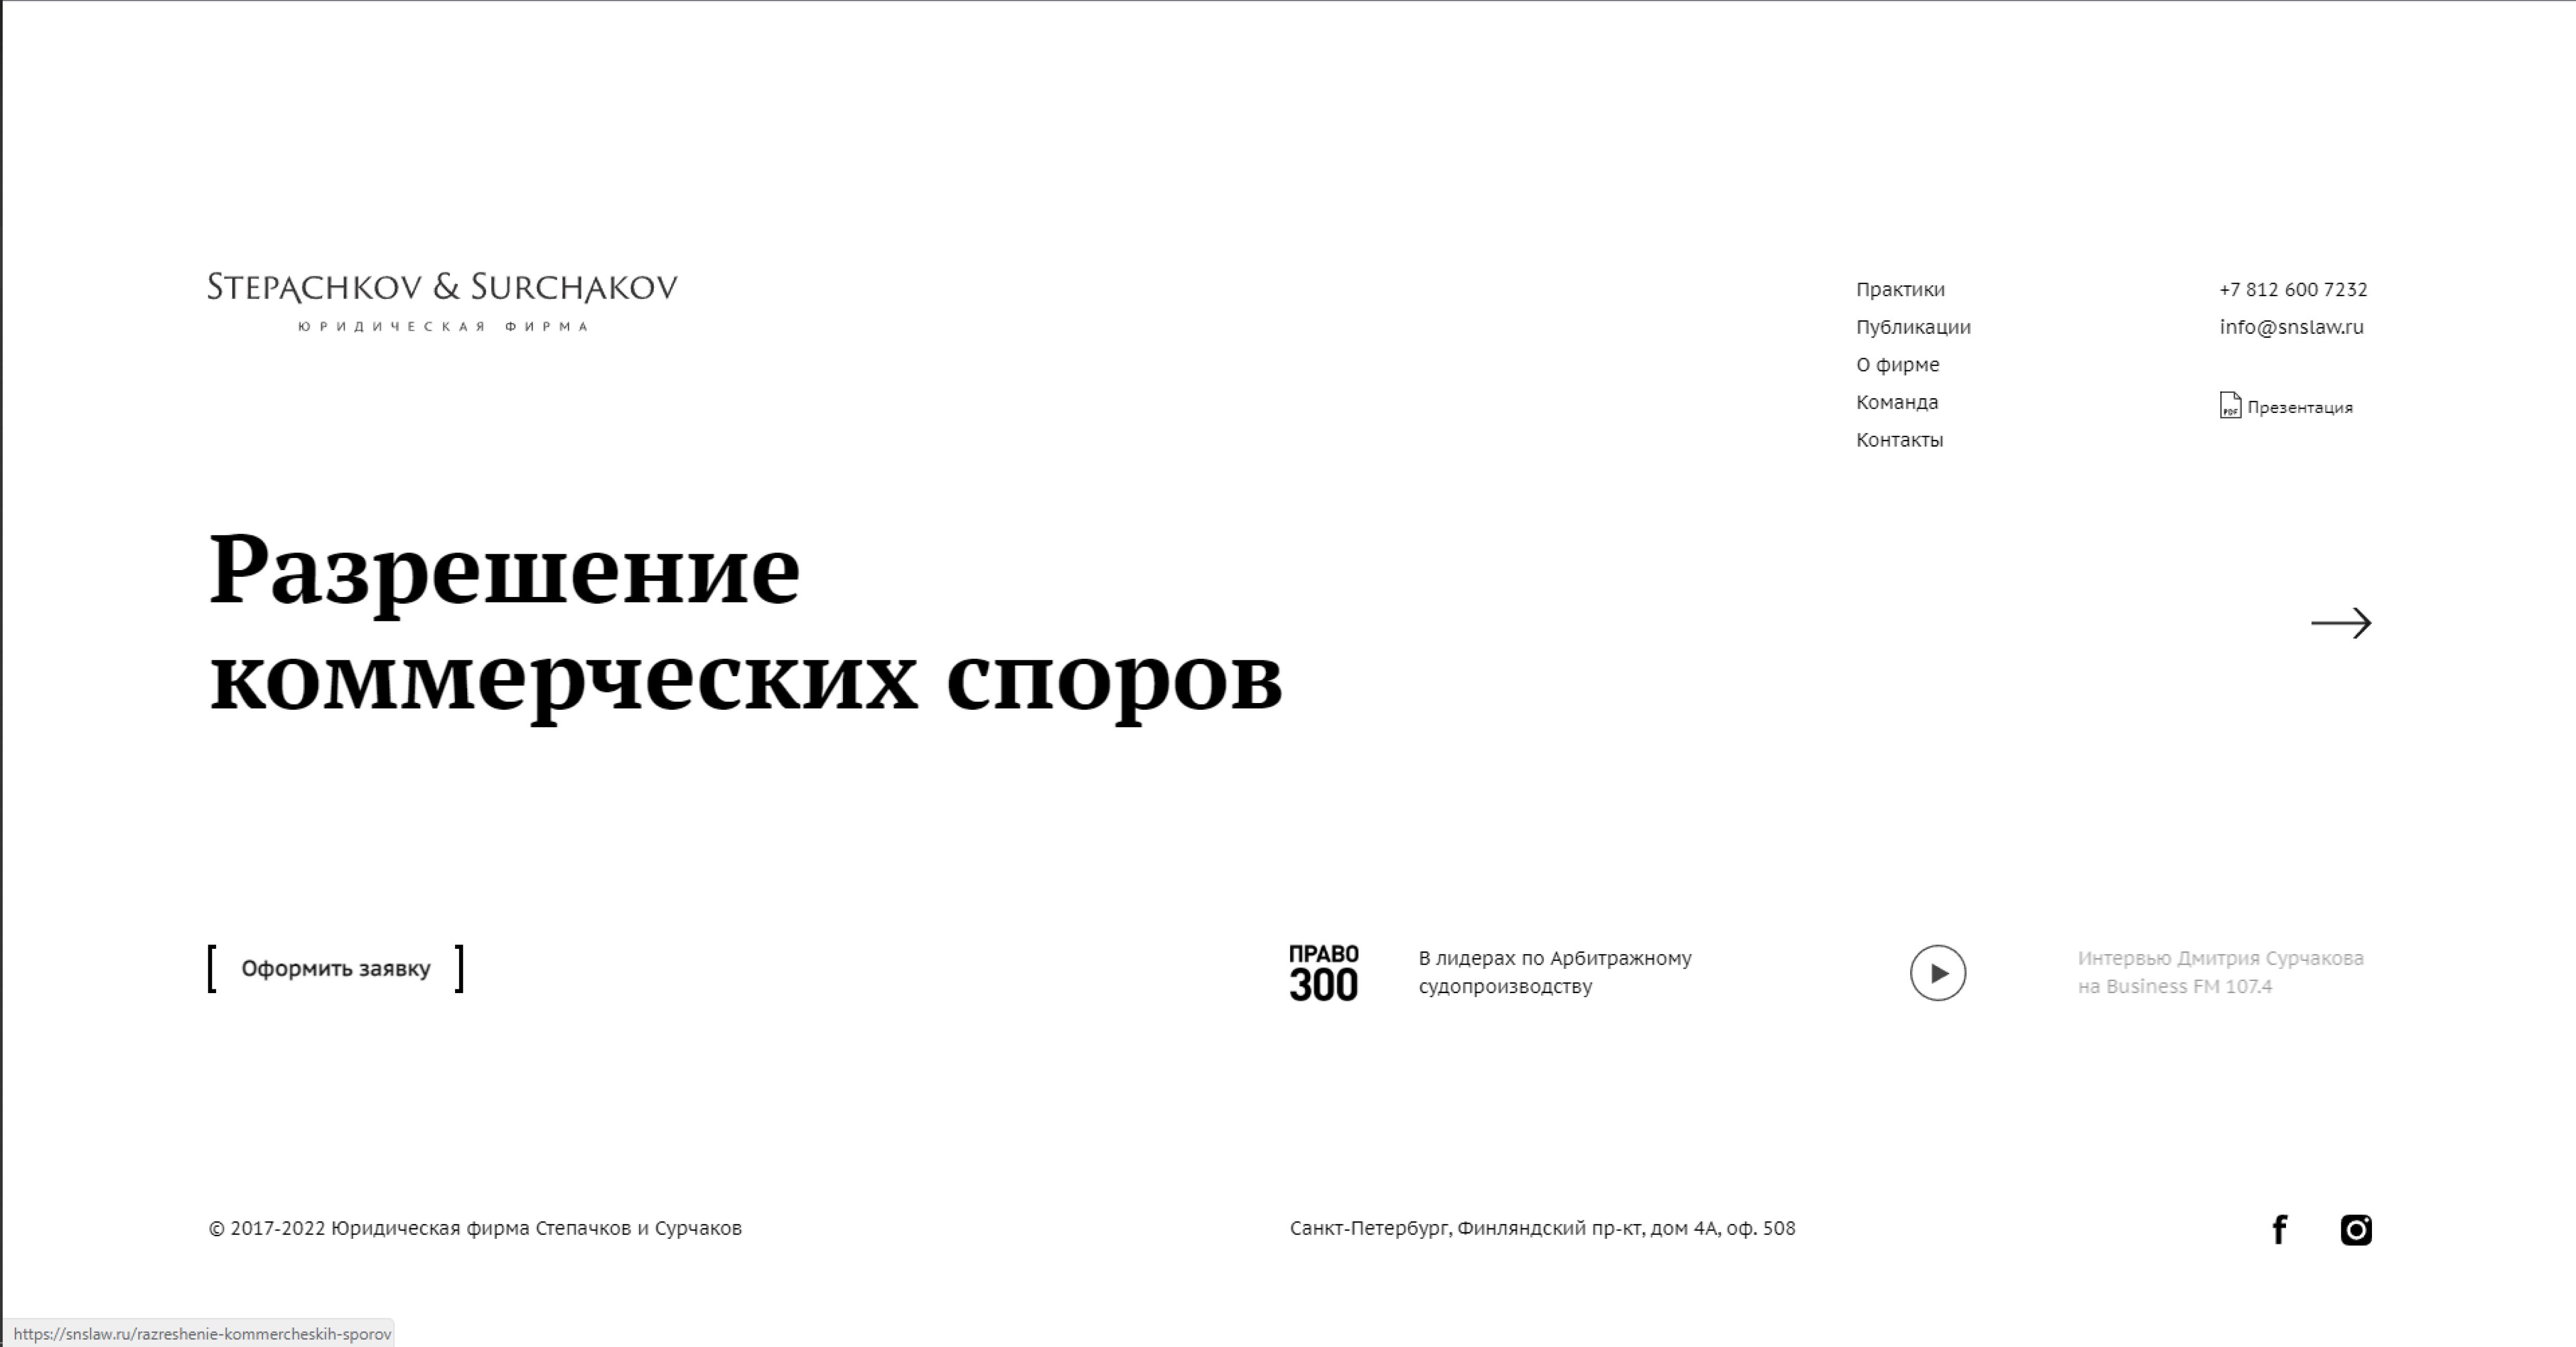 STEPACHKOV & SURCHAKOV
ЮРИДИЧЕСКАЯ ФИРМА
Практики
Публикации
О фирме
Команда
Контакты
+7 812 600 7232
info@snslaw.ru
PDF Презентация
Разрешение
коммерческих споров
[ Оформить заявку ]
ПРАВО
300
В лидерах по Арбитражному
судопроизводству
Интервью Дмитрия Сурчакова
на Business FM 107.4
© 2017-2022 Юридическая фирма Степачков и Сурчаков
Санкт-Петербург, Финляндский пр-кт, дом 4А, оф. 508
https://snslaw.ru/razreshenie-kommercheskih-sporov